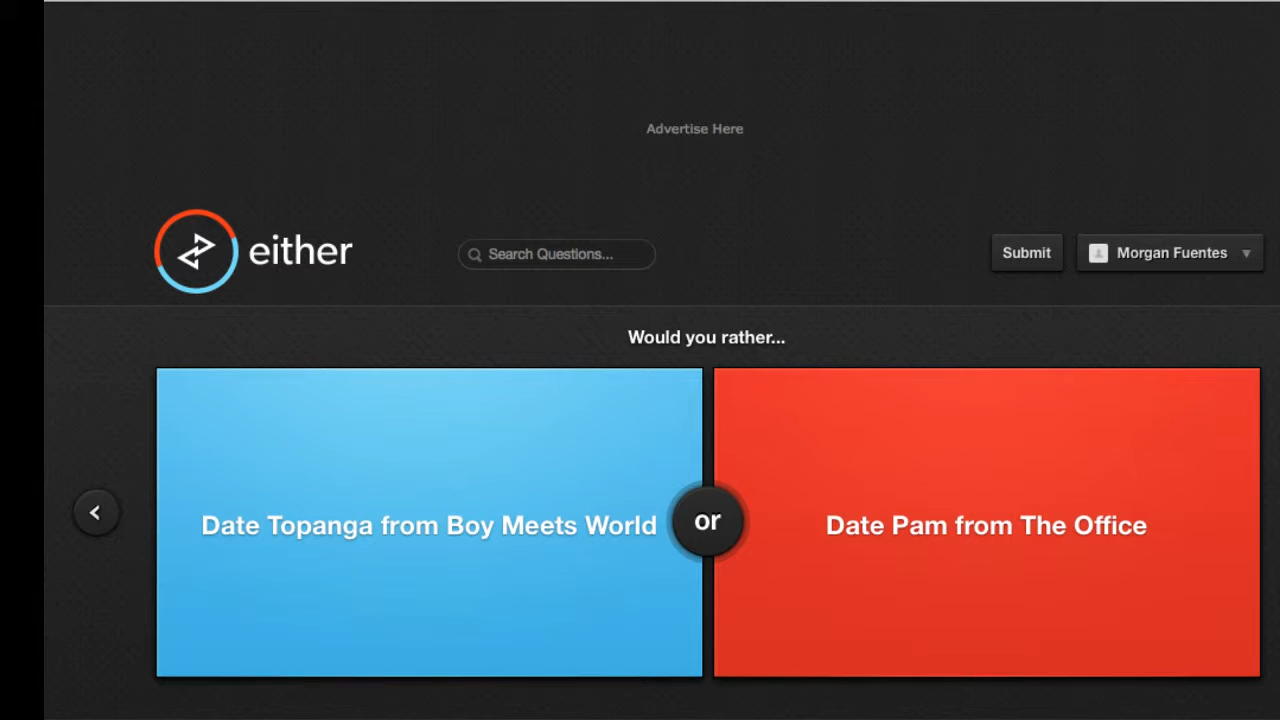 Advertise Here
either
Search Questions...
Submit
Morgan Fuentes
Would you rather...
Date Topanga from Boy Meets World
or
Date Pam from The Office